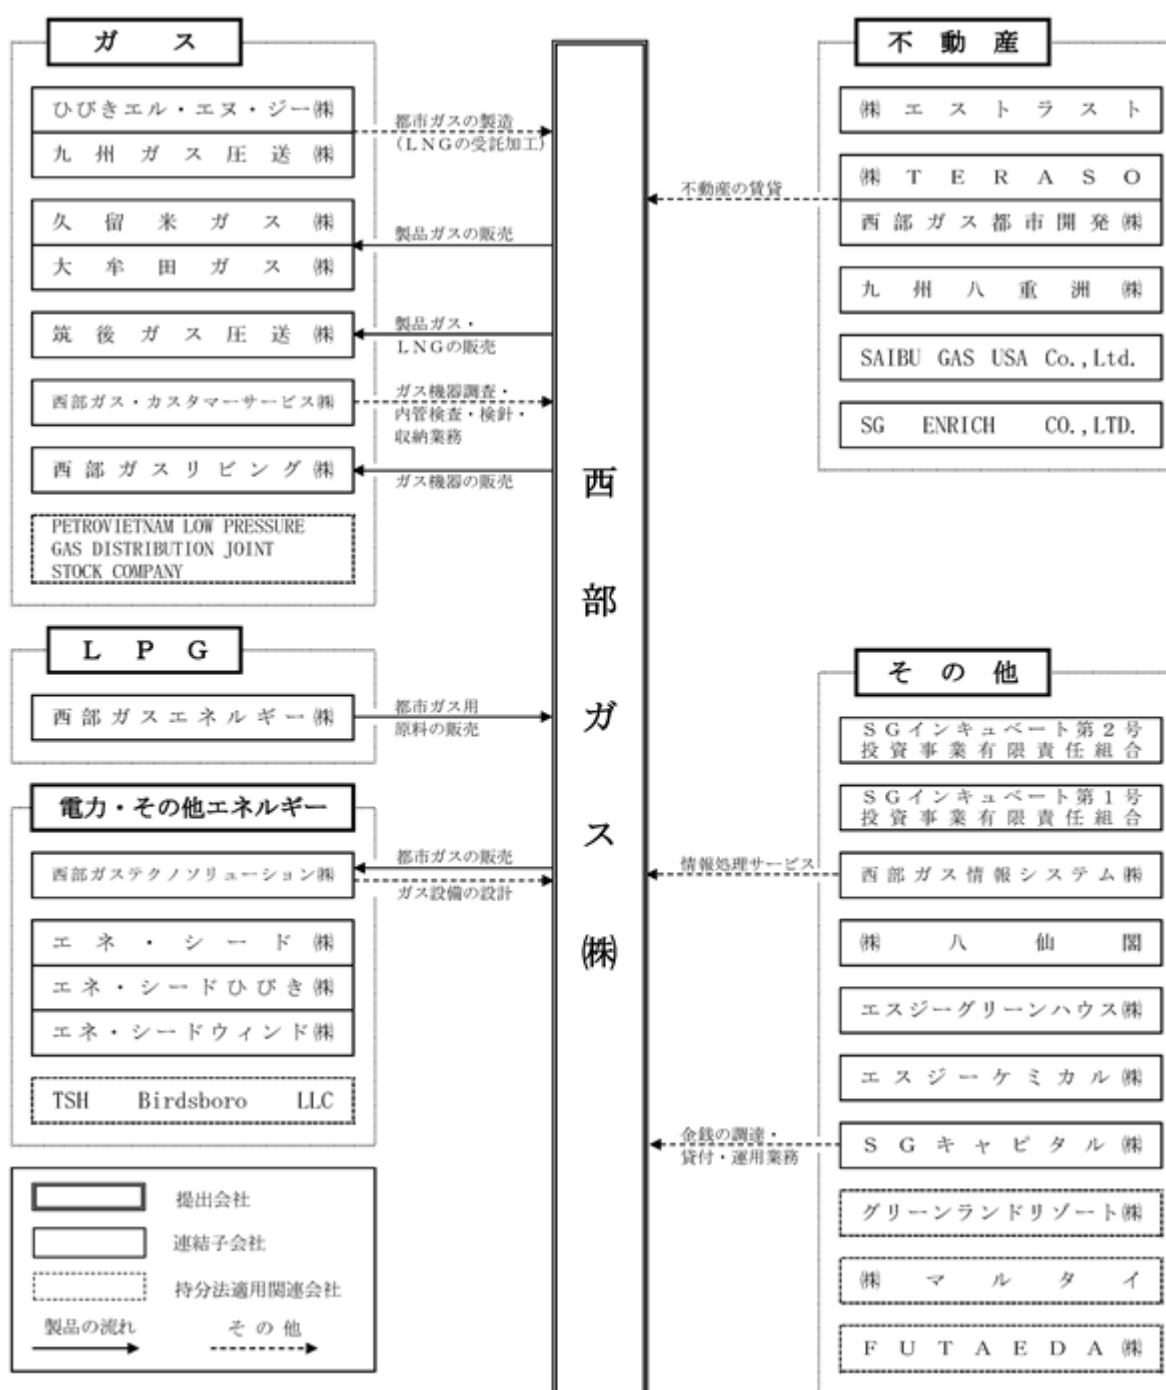 ガス
ひびきエル・エヌ・ジー㈱
九州ガス圧送㈱
都市ガスの製造
(LNGの受託加工)
久留米ガス㈱
大牟田ガス㈱
製品ガスの販売
筑後ガス圧送㈱
製品ガス・
LNGの販売
西部ガス・カスタマーサービス㈱
ガス機器調査・
内管検査・検針・
収納業務
西部ガスリビング㈱
ガス機器の販売
PETROVIETNAM LOW PRESSURE
GAS DISTRIBUTION JOINT
STOCK COMPANY
LPG
西部ガスエネルギー㈱
都市ガス用
原料の販売
電力・その他エネルギー
西部ガステクノソリューション㈱
都市ガスの販売
ガス設備の設計
エネ・シード㈱
エネ・シードひびき㈱
エネ・シードウィンド㈱
TSH Birdsboro LLC
提出会社
連結子会社
持分法適用関連会社
製品の流れ
その他
西部ガス㈱
不動産
㈱エストラスト
㈱TERASO
西部ガス都市開発㈱
不動産の賃貸
九州八重洲㈱
SAIBU GAS USA Co.,Ltd.
SG ENRICH CO.,LTD.
その他
SGインキュベート第2号
投資事業有限責任組合
SGインキュベート第1号
投資事業有限責任組合
西部ガス情報システム㈱
情報処理サービス
㈱八仙閣
エスジーグリーンハウス㈱
エスジーケミカル㈱
SGキャピタル㈱
金銭の調達・
貸付・運用業務
グリーンランドリゾート㈱
㈱マルタイ
FUTAEDA㈱